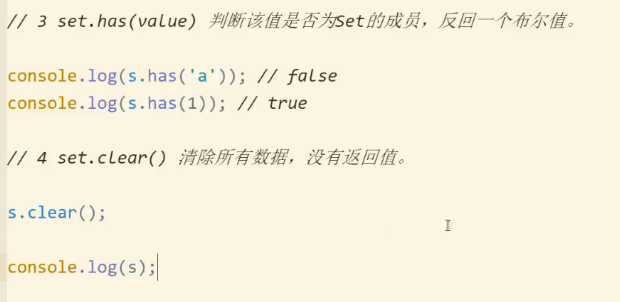 // 3 set.has(value) 判断该值是否为Set的成员，反回一个布尔值。
console.log(s.has('a')); // false
console.log(s.has(1)); // true
// 4 set.clear() 清除所有数据，没有返回值。
s.clear();
console.log(s);